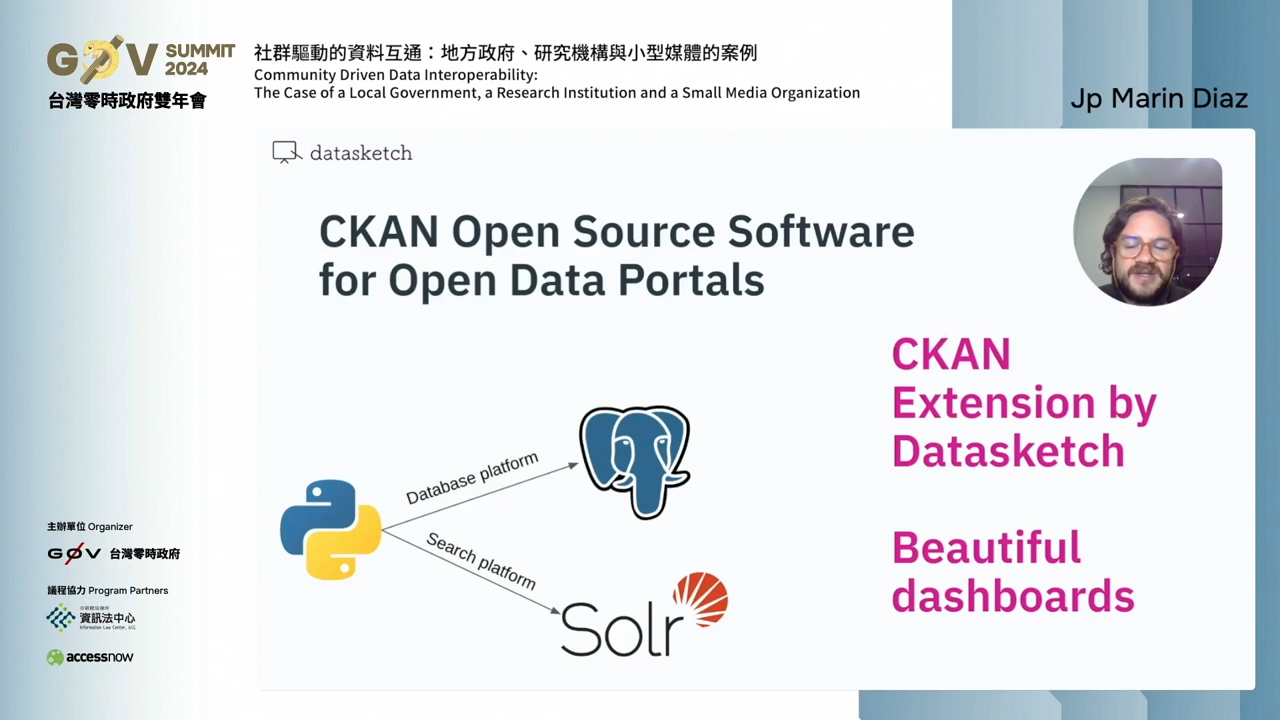 G0V SUMMIT 2024
台灣零時政府雙年會
社群驅動的資料互通：地方政府、研究機構與小型媒體的案例
Community Driven Data Interoperability:
The Case of a Local Government, a Research Institution and a Small Media Organization
Jp Marin Diaz
datasketch
CKAN Open Source Software
for Open Data Portals
CKAN
Extension by
Datasketch
Beautiful
dashboards
Database platform
Search platform
Solr
主辦單位 Organizer
G0V 台灣零時政府
議程協力 Program Partners
資訊法中心
Information Law Center, IIAS
accessnow